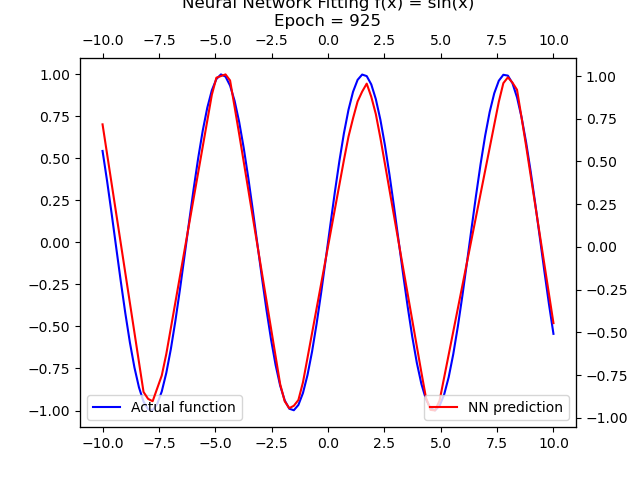 Neural Network Fitting f(x) = sin(x)
Epoch = 925
−10.0 −7.5 −5.0 −2.5 0.0 2.5 5.0 7.5 10.0
1.00 1.00
0.75 0.75
0.50 0.50
0.25 0.25
0.00 0.00
−0.25 −0.25
−0.50 −0.50
−0.75 −0.75
−1.00 −1.00
Actual function
NN prediction
−10.0 −7.5 −5.0 −2.5 0.0 2.5 5.0 7.5 10.0